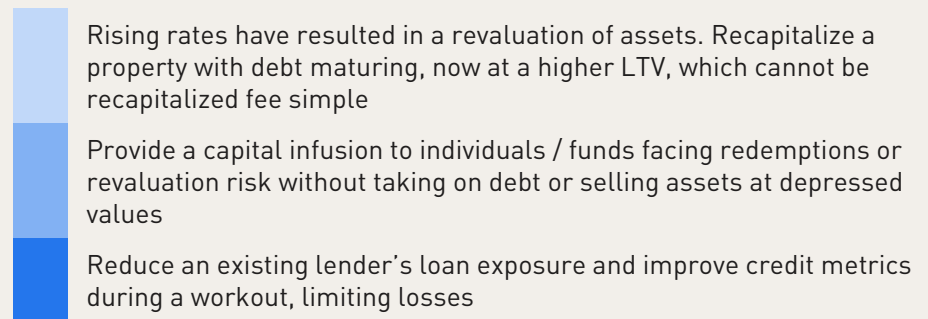 Rising rates have resulted in a revaluation of assets. Recapitalize a
property with debt maturing, now at a higher LTV, which cannot be
recapitalized fee simple
Provide a capital infusion to individuals / funds facing redemptions or
revaluation risk without taking on debt or selling assets at depressed
values
Reduce an existing lender's loan exposure and improve credit metrics
during a workout, limiting losses